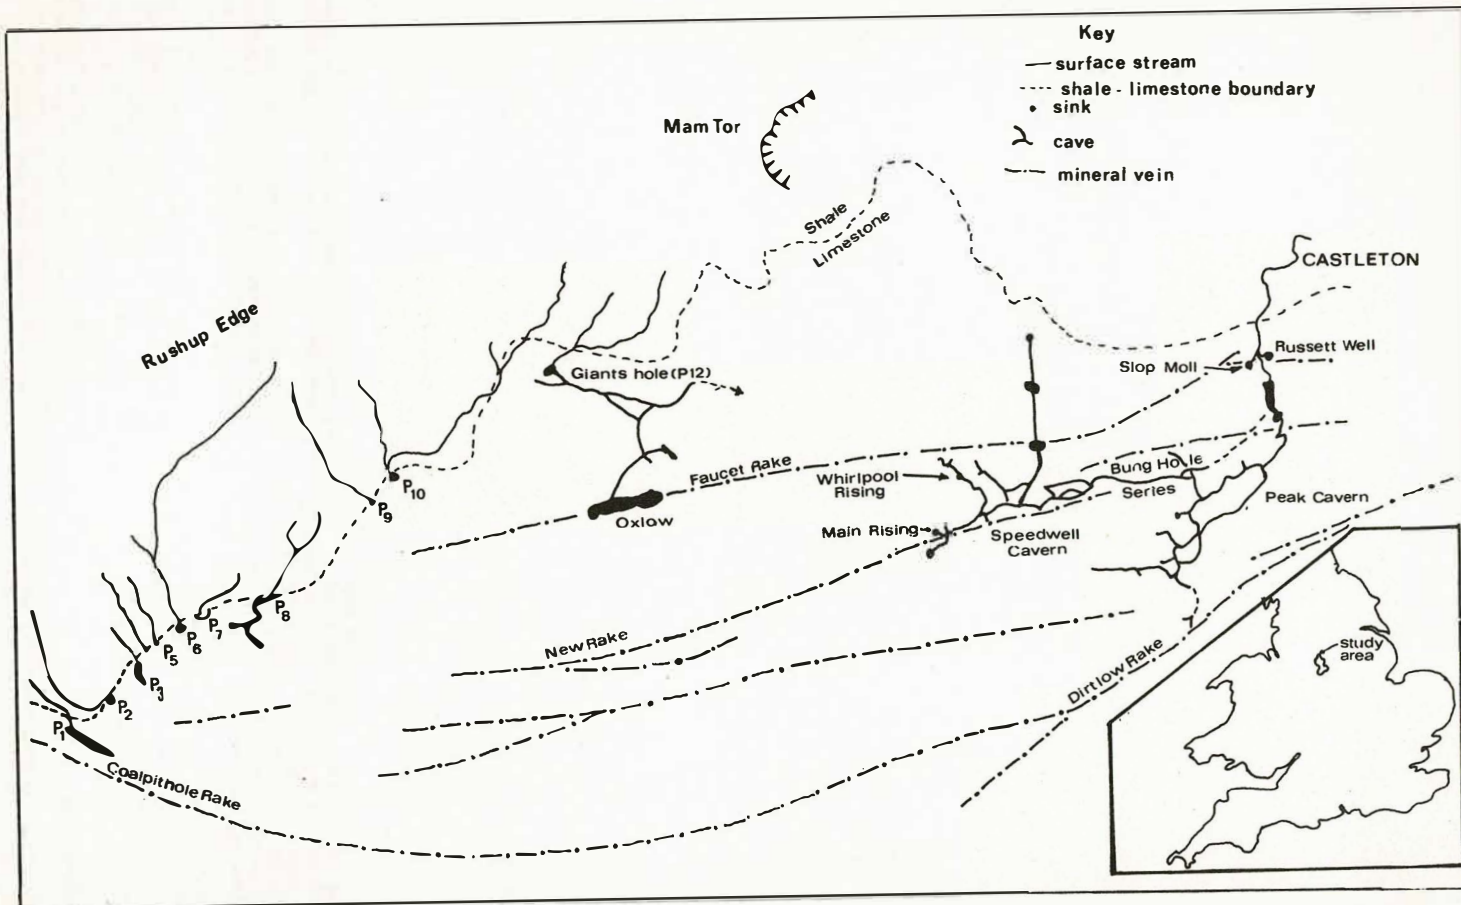 Key
surface stream
shale - limestone boundary
sink
cave
mineral vein
Mam Tor
Shale
Limestone
CASTLETON
Rushup Edge
Russett Well
Slop Moll
Giants hole (P12)
P10
Faucet Rake
Whirlpool
Rising
Bung Hole
Series
Peak Cavern
P9
Oxlow
Main Rising
Speedwell
Cavern
P8
P7
P6
P5
New Rake
study
area
P3
Dirtlow Rake
P2
P1
Coalpithole Rake